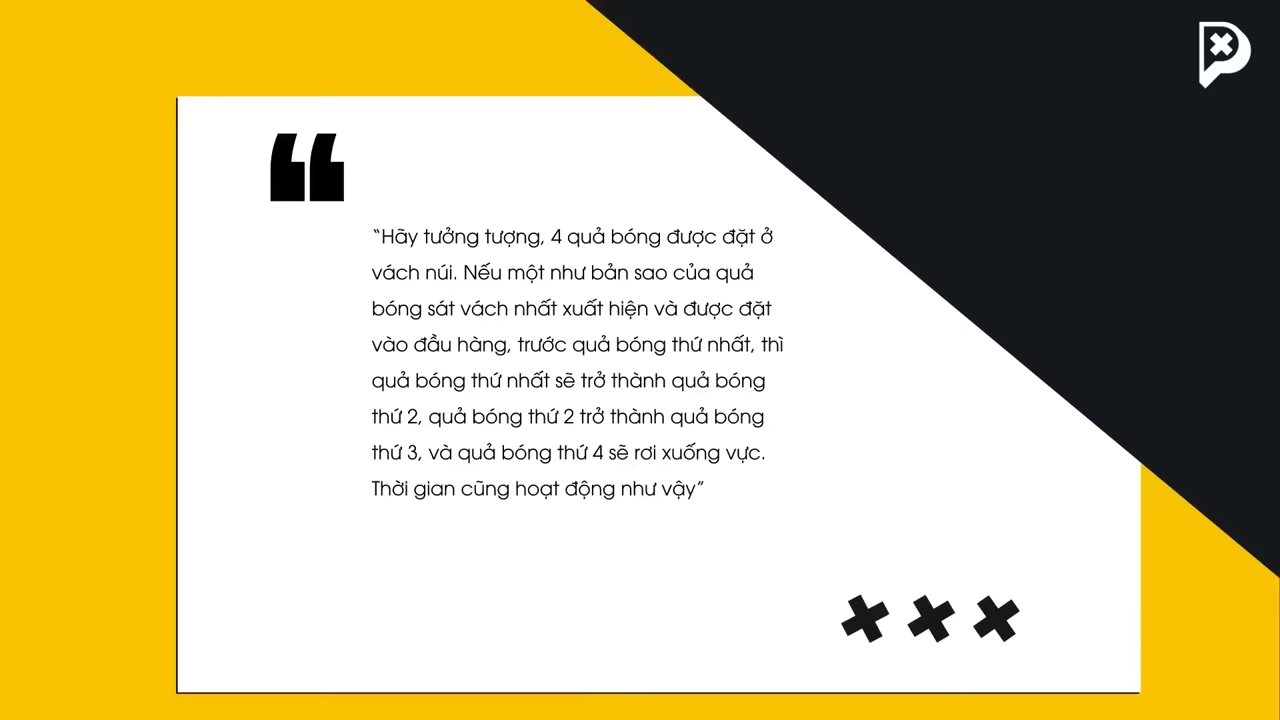 “Hãy tưởng tượng, 4 quả bóng được đặt ở
vách núi. Nếu một như bản sao của quả
bóng sát vách nhất xuất hiện và được đặt
vào đầu hàng, trước quả bóng thứ nhất, thì
quả bóng thứ nhất sẽ trở thành quả bóng
thứ 2, quả bóng thứ 2 trở thành quả bóng
thứ 3, và quả bóng thứ 4 sẽ rơi xuống vực.
Thời gian cũng hoạt động như vậy”